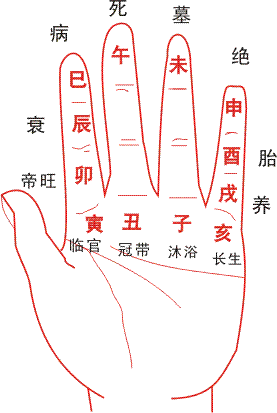 死
墓
病
绝
午
未
巳
申
衰
辰
酉
胎
帝旺
卯
戌
养
寅
丑
子
亥
临官
冠带
沐浴
长生